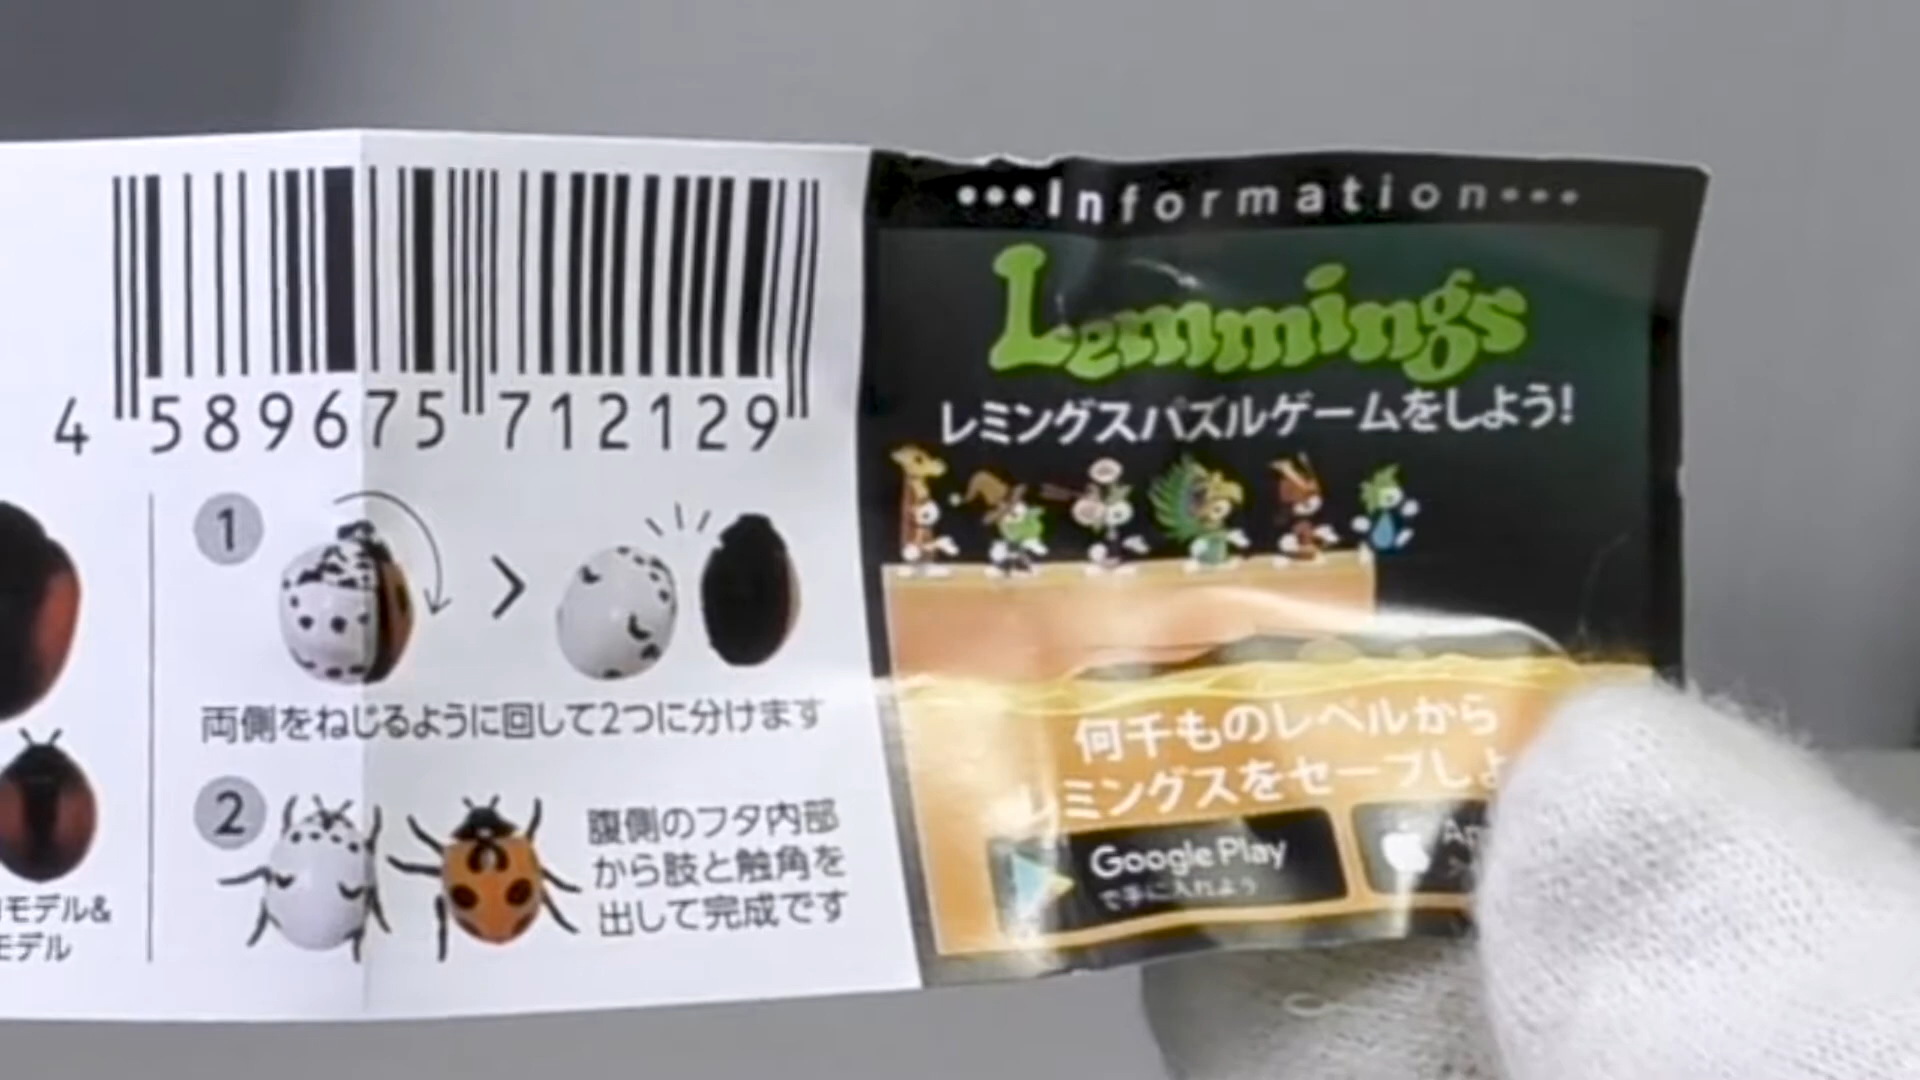 4 589675 712129
1
両側をねじるように回して2つに分けます
2
腹側のフタ内部
から肢と触角を
出して完成です
モデル&
モデル
•••Information•••
Lemmings
レミングスパズルゲームをしよう!
何千ものレベルから
レミングスをセーブしよ
Google Play
で手に入れよう